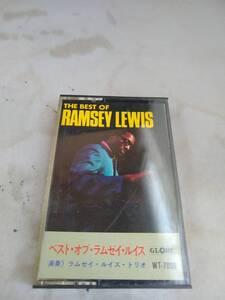 THE BEST OF
RAMSEY LEWIS
ベスト・オブ・ラムゼイ・ルイス GLOBE
演奏) ラムゼイ・ルイス・トリオ